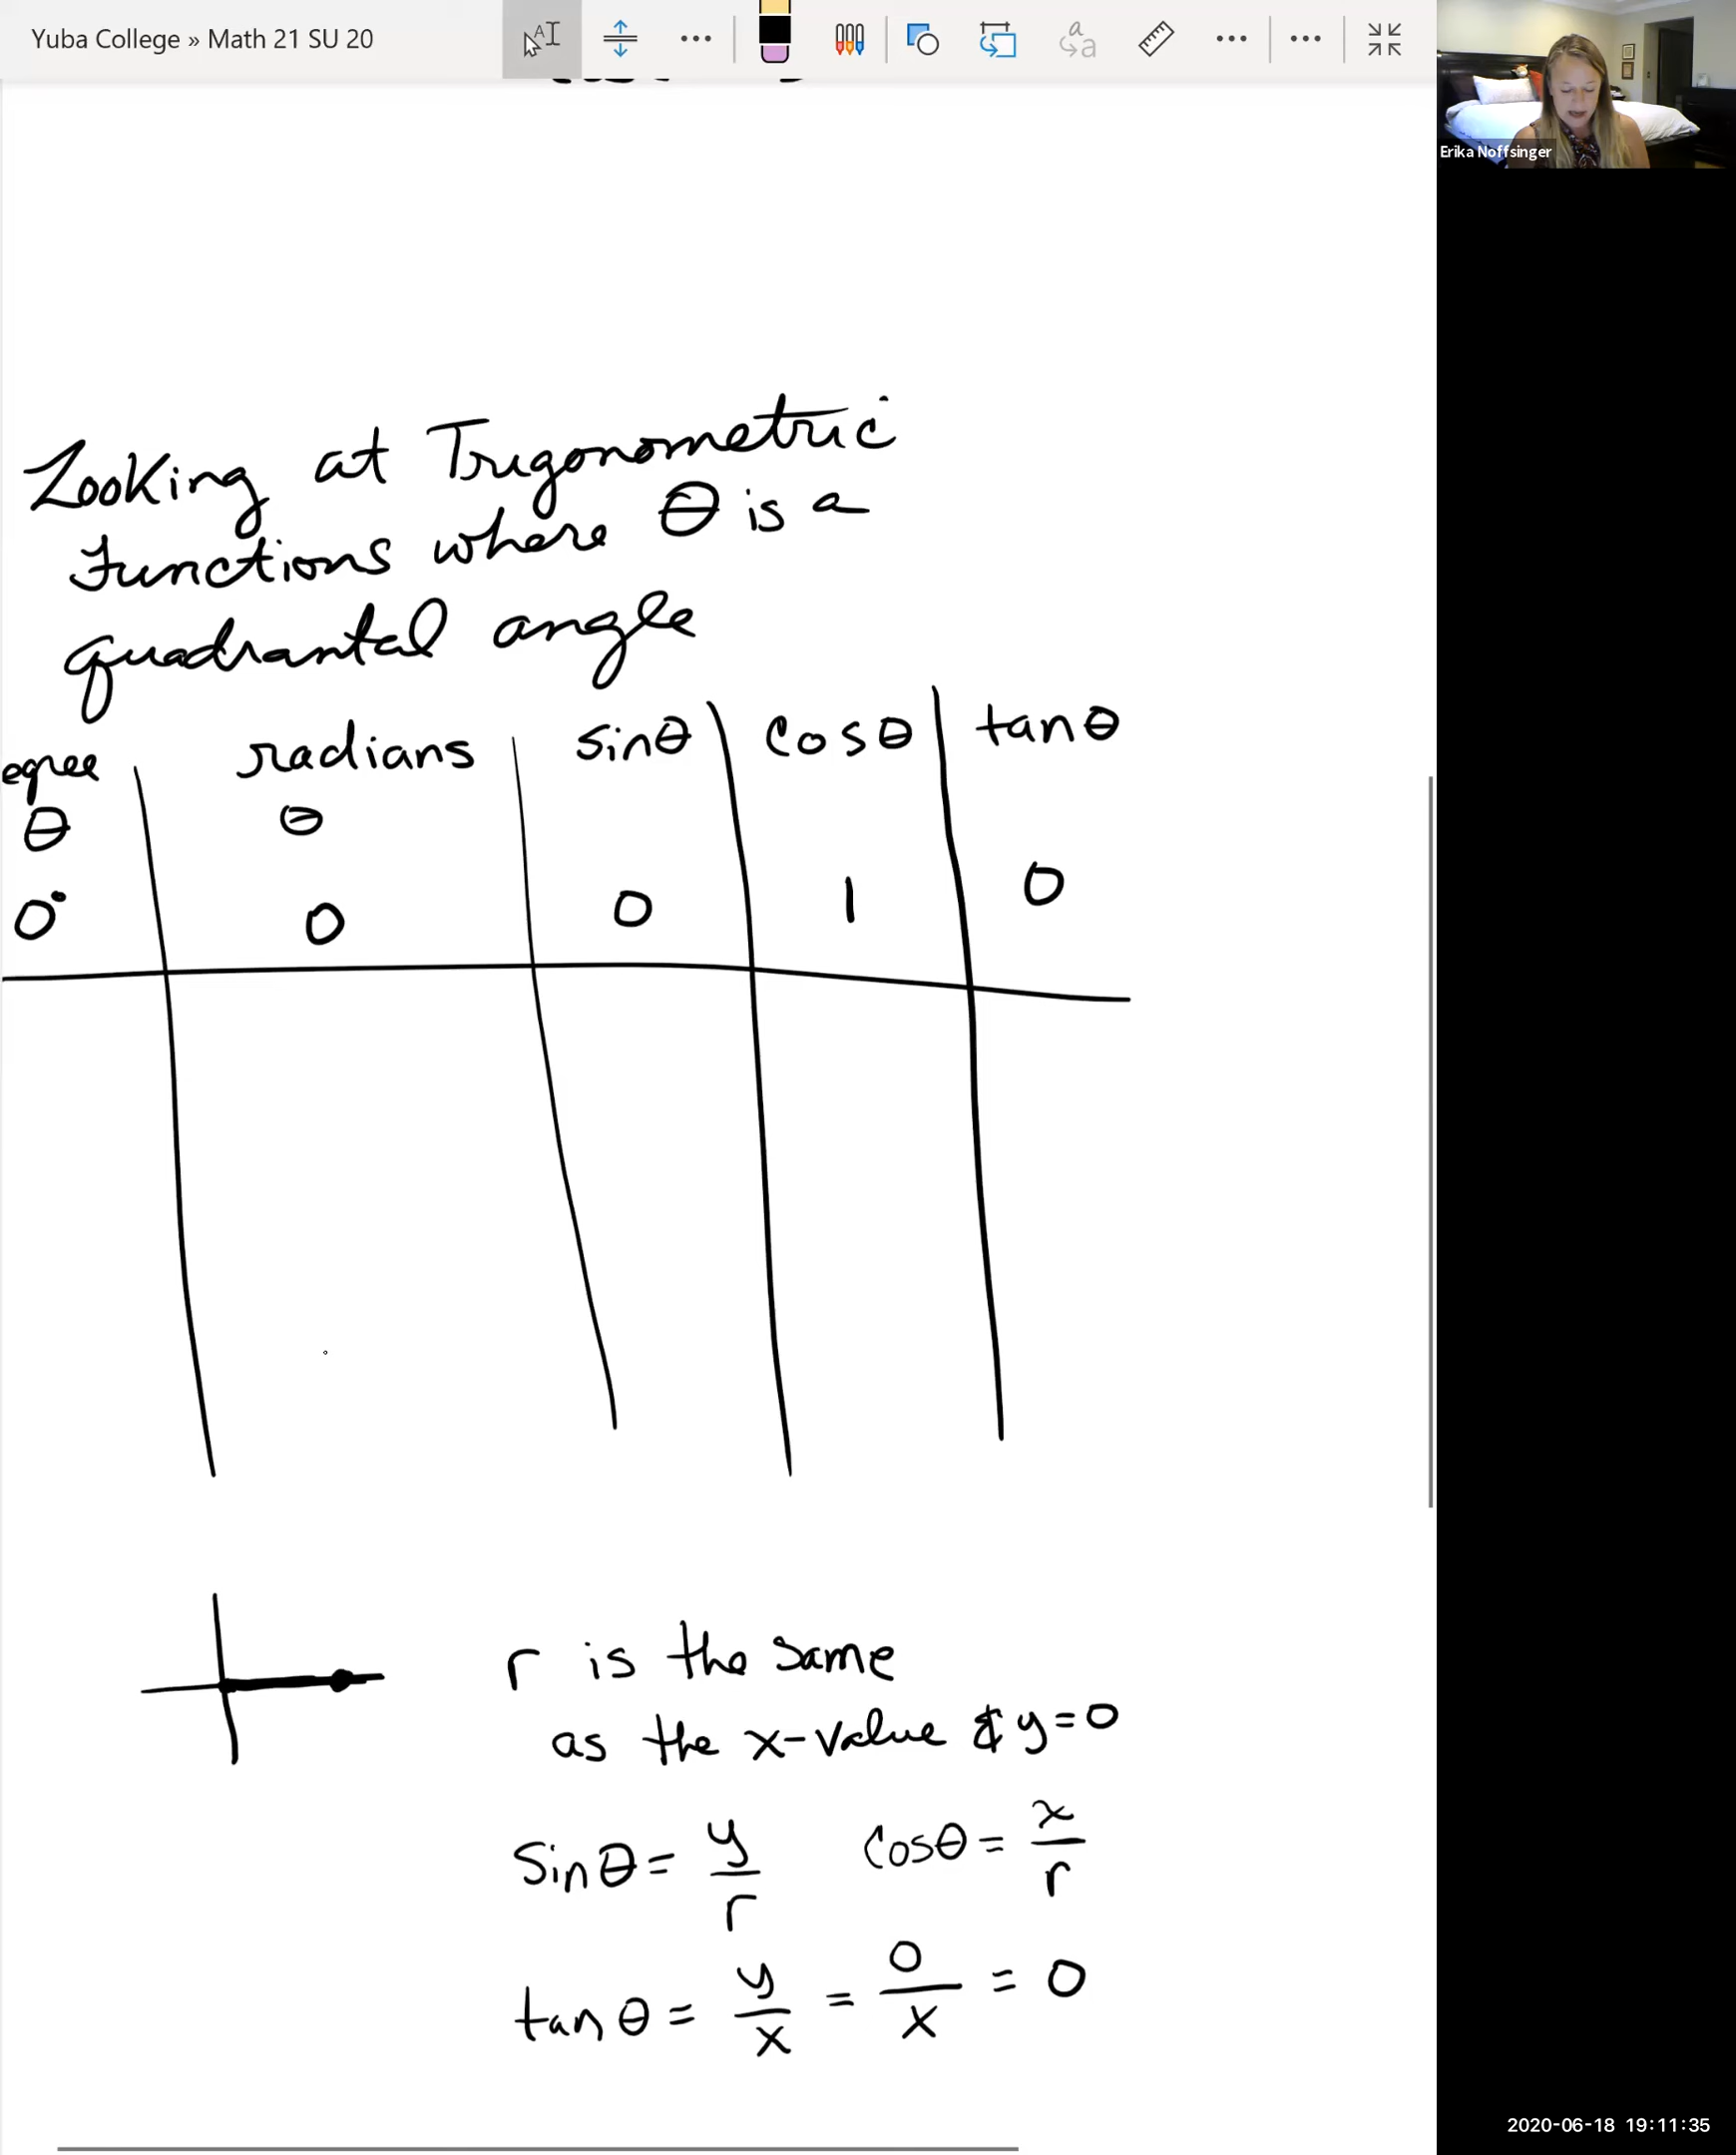 Yuba College » Math 21 SU 20
Erika Noffsinger
Looking at Trigonometric
Functions where θ is a
quadrantal angle
egree radians sinθ cosθ tanθ
θ θ
0° 0 0 1 0
r is the same
as the x-value & y=0
Sinθ = y/r Cosθ = x/r
tanθ = y/x = 0/x = 0
2020-06-18 19:11:35